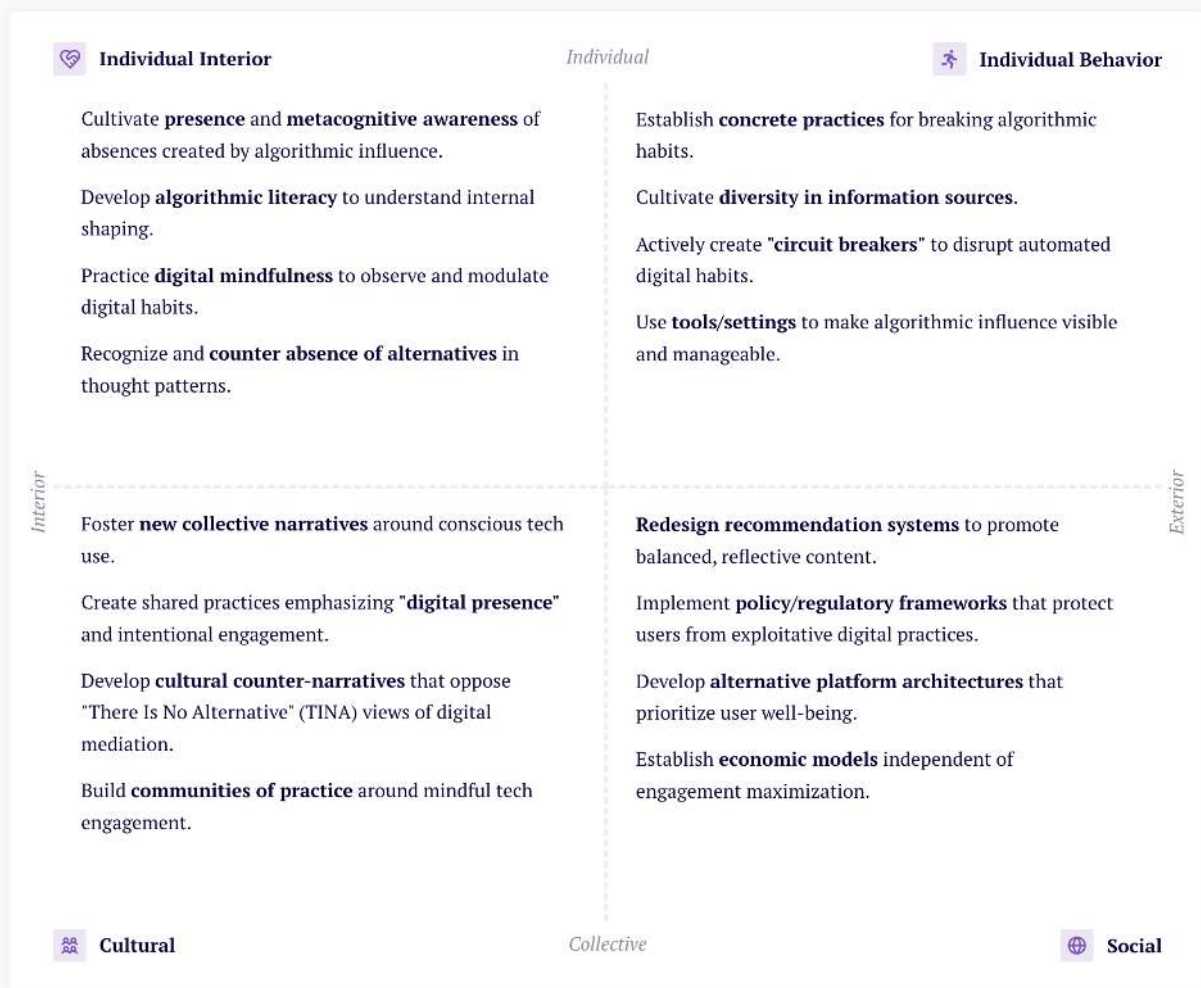 Individual Interior
Individual
Individual Behavior
Cultivate presence and metacognitive awareness of
absences created by algorithmic influence.
Develop algorithmic literacy to understand internal
shaping.
Practice digital mindfulness to observe and modulate
digital habits.
Recognize and counter absence of alternatives in
thought patterns.
Establish concrete practices for breaking algorithmic
habits.
Cultivate diversity in information sources.
Actively create "circuit breakers" to disrupt automated
digital habits.
Use tools/settings to make algorithmic influence visible
and manageable.
Interior
Exterior
Foster new collective narratives around conscious tech
use.
Create shared practices emphasizing "digital presence"
and intentional engagement.
Develop cultural counter-narratives that oppose
"There Is No Alternative" (TINA) views of digital
mediation.
Build communities of practice around mindful tech
engagement.
Redesign recommendation systems to promote
balanced, reflective content.
Implement policy/regulatory frameworks that protect
users from exploitative digital practices.
Develop alternative platform architectures that
prioritize user well-being.
Establish economic models independent of
engagement maximization.
Cultural
Collective
Social